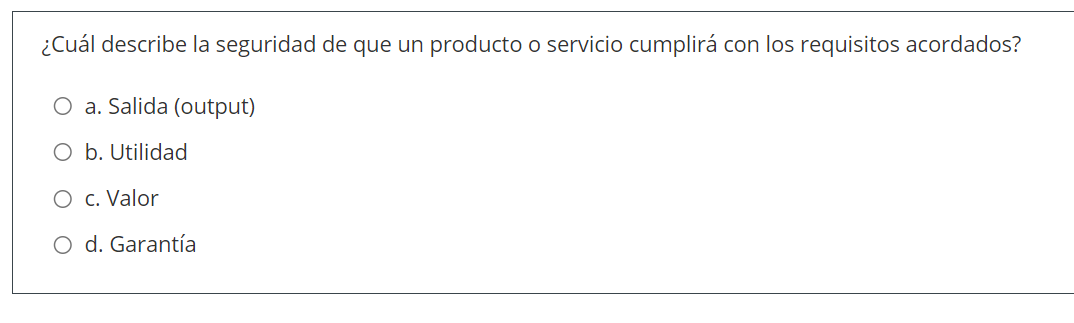 ¿Cuál describe la seguridad de que un producto o servicio cumplirá con los requisitos acordados?
a. Salida (output)
b. Utilidad
c. Valor
d. Garantía